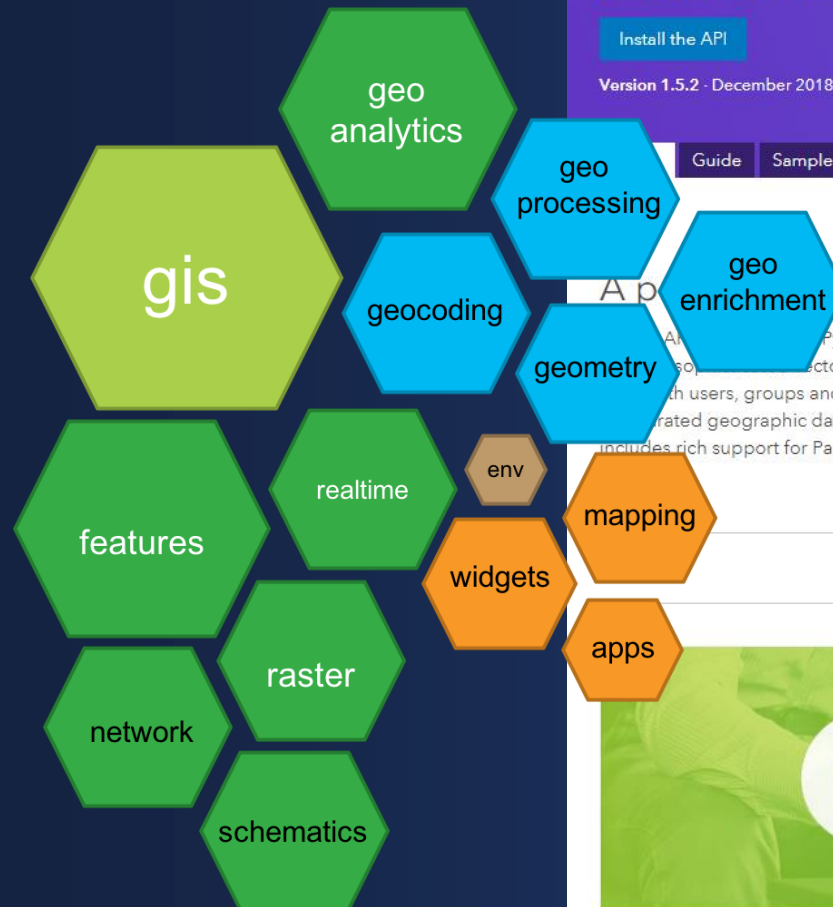 Install the API
Version 1.5.2 - December 2018
Guide Sample
geo
analytics
geo
processing
gis
geocoding
geo
enrichment
A p
geometry
th users, groups and
rated geographic da
includes rich support for Pa
features
realtime
env
mapping
widgets
apps
raster
network
schematics